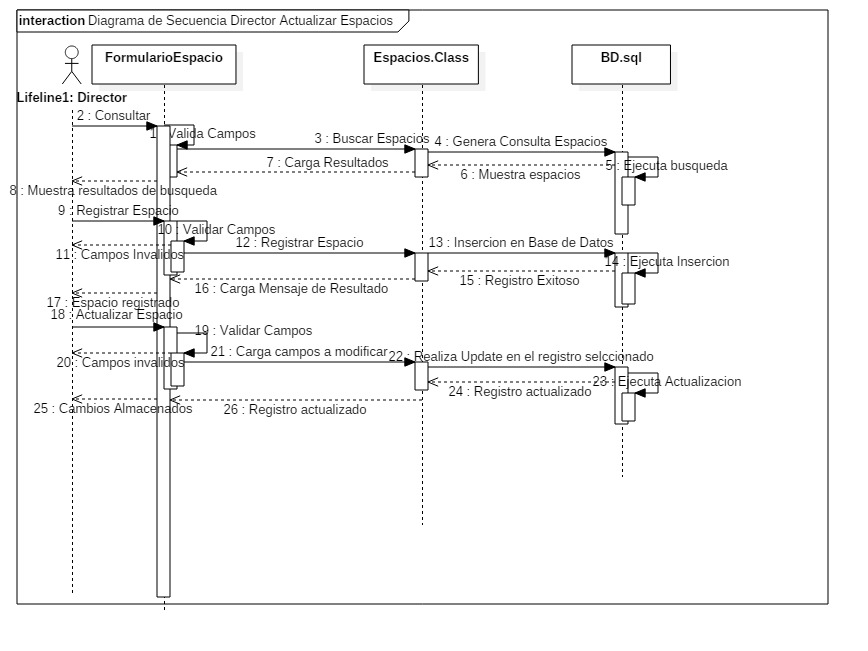 interaction Diagrama de Secuencia Director Actualizar Espacios
FormularioEspacio
Espacios.Class
BD.sql
Lifeline1: Director
2 : Consultar
1 : Valida Campos
3 : Buscar Espacios
4 : Genera Consulta Espacios
5 : Ejecuta busqueda
7 : Carga Resultados
6 : Muestra espacios
8 : Muestra resultados de busqueda
9 : Registrar Espacio
10 : Validar Campos
12 : Registrar Espacio
13 : Insercion en Base de Datos
11 : Campos Invalidos
14 : Ejecuta Insercion
15 : Registro Exitoso
16 : Carga Mensaje de Resultado
17 : Espacio registrado
18 : Actualizar Espacio
19 : Validar Campos
21 : Carga campos a modificar
22 : Realiza Update en el registro selccionado
20 : Campos invalidos
23 : Ejecuta Actualizacion
24 : Registro actualizado
25 : Cambios Almacenados
26 : Registro actualizado